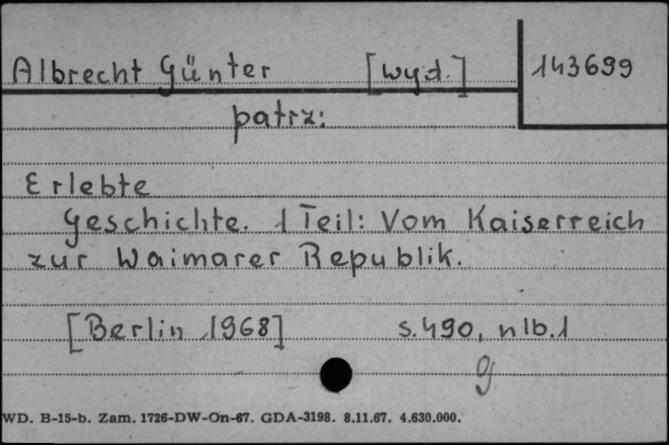 Albrecht Günter [wyd.] 143699
patrz:
Erlebte
Geschichte. 1 Teil: Vom Kaiserreich
zur Waimarer Republik.
[Berlin 1968] s. 490, nlb. 1
g
WD. B-15-b. Zam. 1726-DW-On-67. GDA-3198. 8.11.67. 4.630.000.